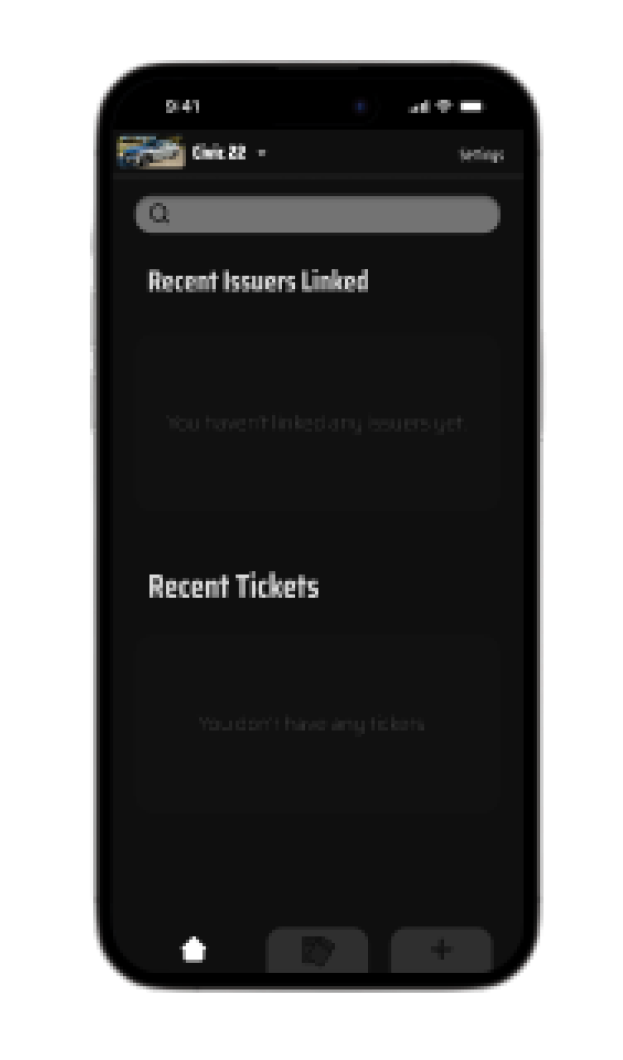 9:41
Civic 22
Settings
Recent Issuers Linked
You haven't linked any issuers yet.
Recent Tickets
You don't have any tickets